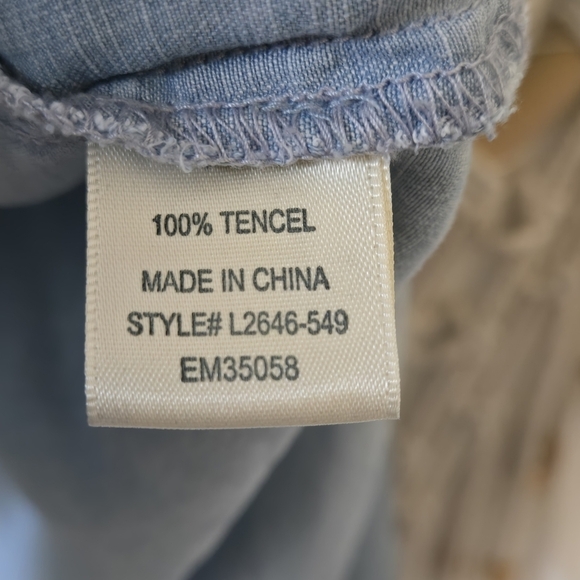 100% TENCEL
MADE IN CHINA
STYLE# L2646-549
EM35058